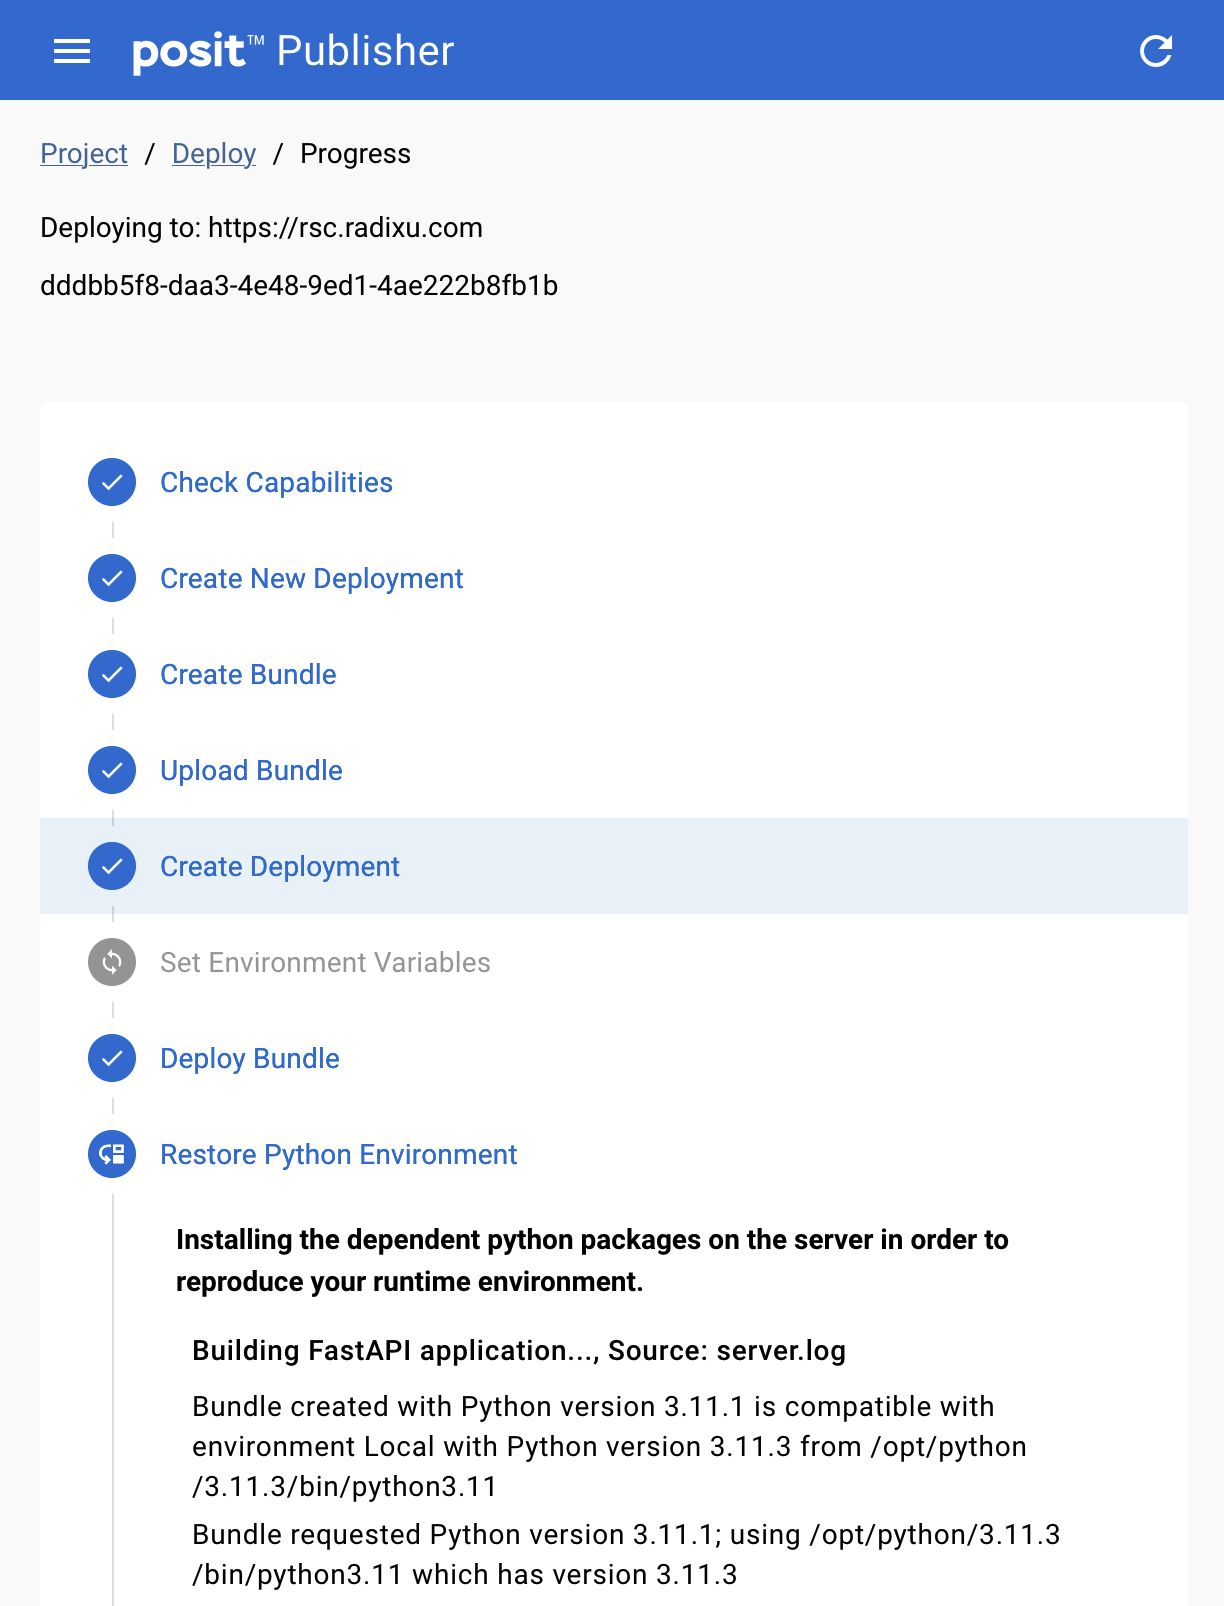 posit™ Publisher
Project / Deploy / Progress
Deploying to: https://rsc.radixu.com
dddbb5f8-daa3-4e48-9ed1-4ae222b8fb1b
Check Capabilities
Create New Deployment
Create Bundle
Upload Bundle
Create Deployment
Set Environment Variables
Deploy Bundle
Restore Python Environment
Installing the dependent python packages on the server in order to
reproduce your runtime environment.
Building FastAPI application..., Source: server.log
Bundle created with Python version 3.11.1 is compatible with
environment Local with Python version 3.11.3 from /opt/python
/3.11.3/bin/python3.11
Bundle requested Python version 3.11.1; using /opt/python/3.11.3
/bin/python3.11 which has version 3.11.3